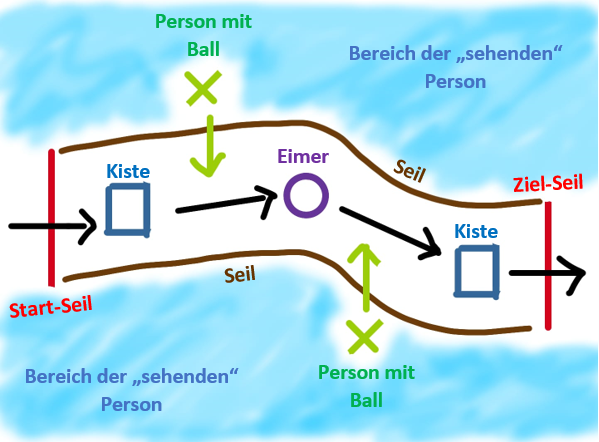 Person mit
Ball
Bereich der „sehenden“
Person
Kiste
Eimer
Seil
Ziel-Seil
Kiste
Seil
Start-Seil
Bereich der „sehenden“
Person
Person mit
Ball